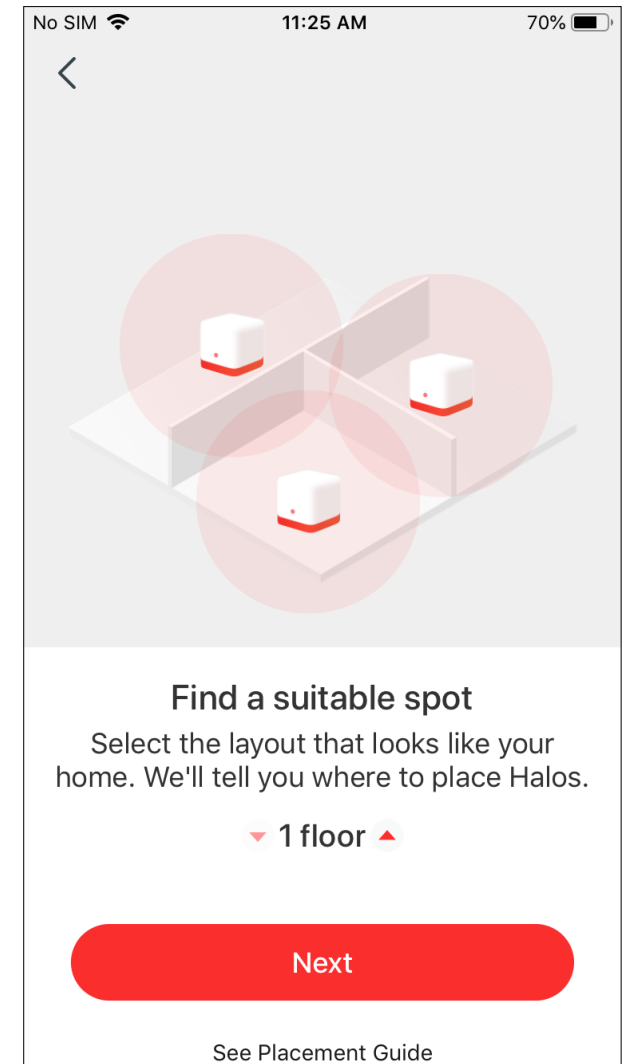 No SIM 11:25 AM 70%
Find a suitable spot
Select the layout that looks like your
home. We'll tell you where to place Halos.
1 floor
Next
See Placement Guide